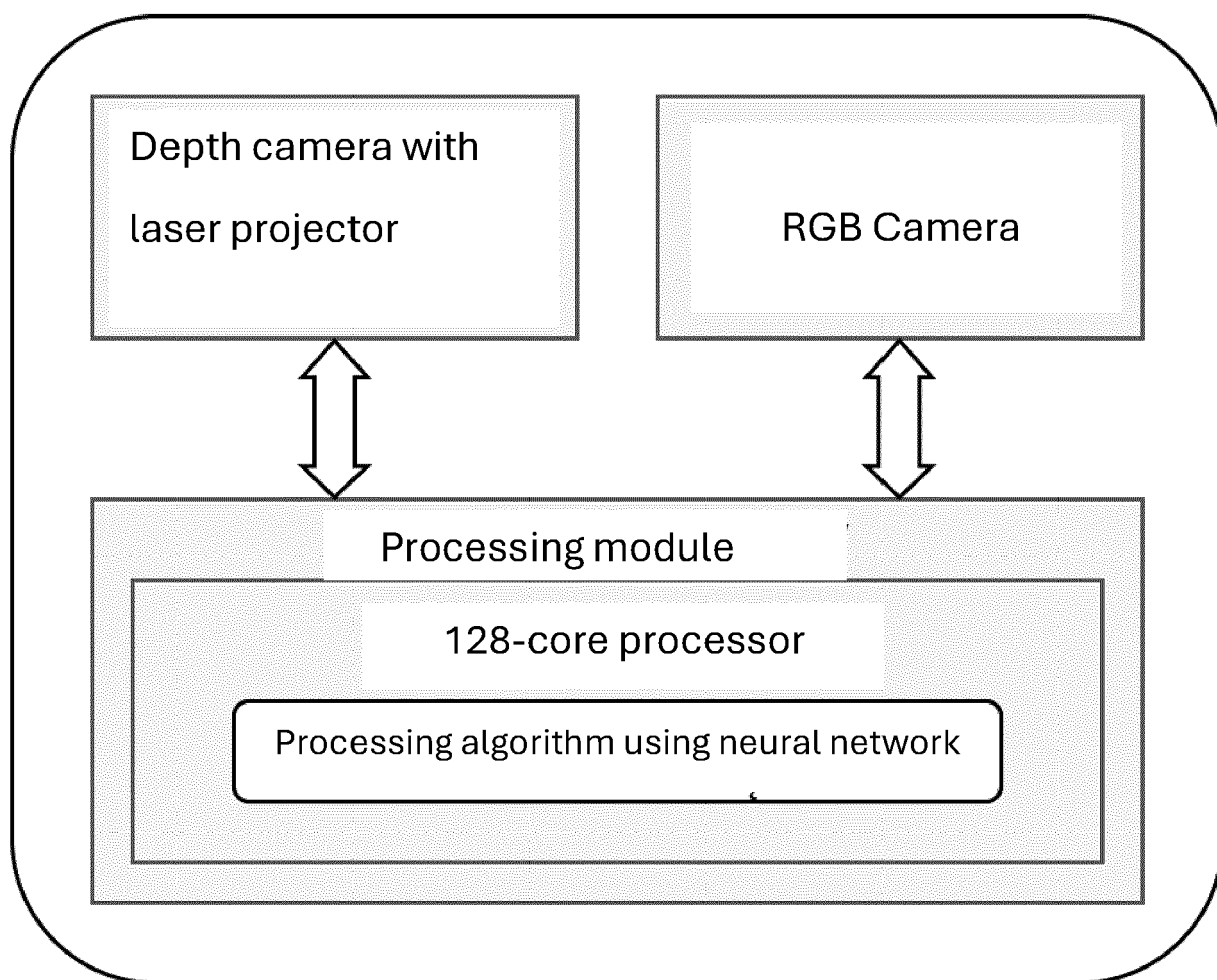 Depth camera with
laser projector
RGB Camera
Processing module
128-core processor
Processing algorithm using neural network